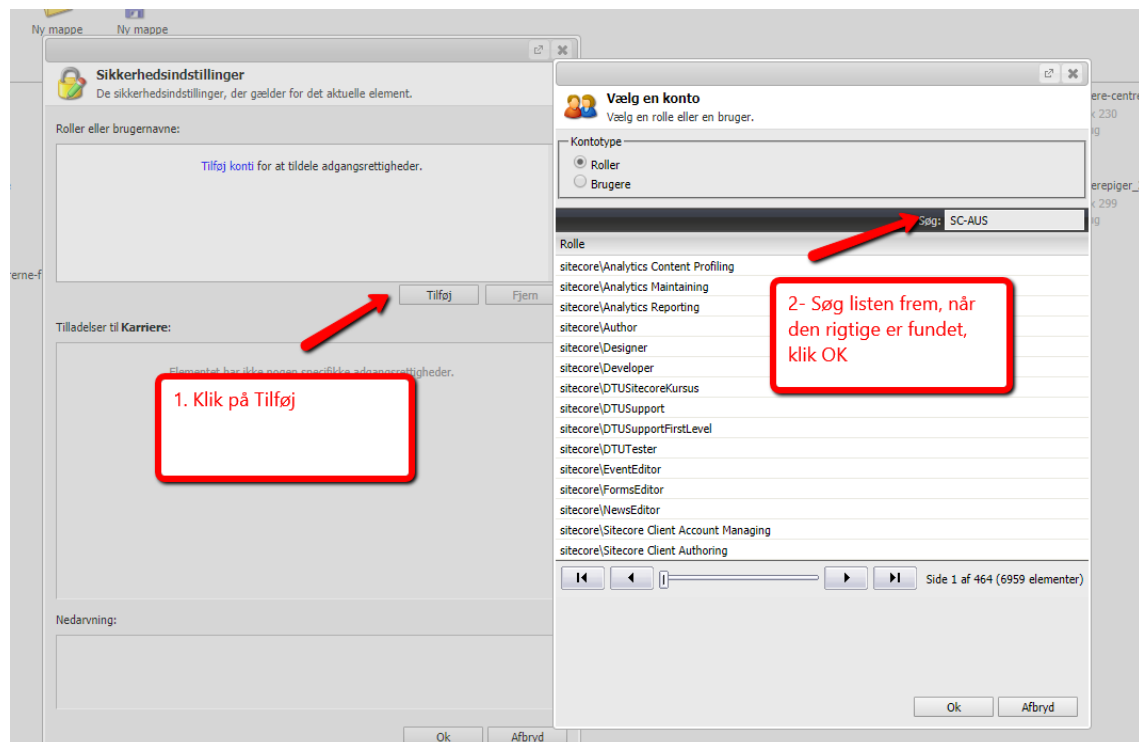 Ny mappe
Ny mappe
Sikkerhedsindstillinger
De sikkerhedsindstillinger, der gælder for det aktuelle element.
Roller eller brugernavne:
Tilføj konti for at tildele adgangsrettigheder.
Tilføj
Fjern
Tilladelser til Karriere:
Elementet har ikke nogen specifikke adgangsrettigheder.
1. Klik på Tilføj
Nedarvning:
Ok
Afbryd
Vælg en konto
Vælg en rolle eller en bruger.
Kontotype
Roller
Brugere
Søg:
SC-AUS
Rolle
sitecore\Analytics Content Profiling
sitecore\Analytics Maintaining
sitecore\Analytics Reporting
sitecore\Author
sitecore\Designer
sitecore\Developer
sitecore\DTUSitecoreKursus
sitecore\DTUSupport
sitecore\DTUSupportFirstLevel
sitecore\DTUTester
sitecore\EventEditor
sitecore\FormsEditor
sitecore\NewsEditor
sitecore\Sitecore Client Account Managing
sitecore\Sitecore Client Authoring
2- Søg listen frem, når
den rigtige er fundet,
klik OK
Side 1 af 464 (6959 elementer)
Ok
Afbryd
ere-centre
x 230
erepiger_
x 299
erne-f